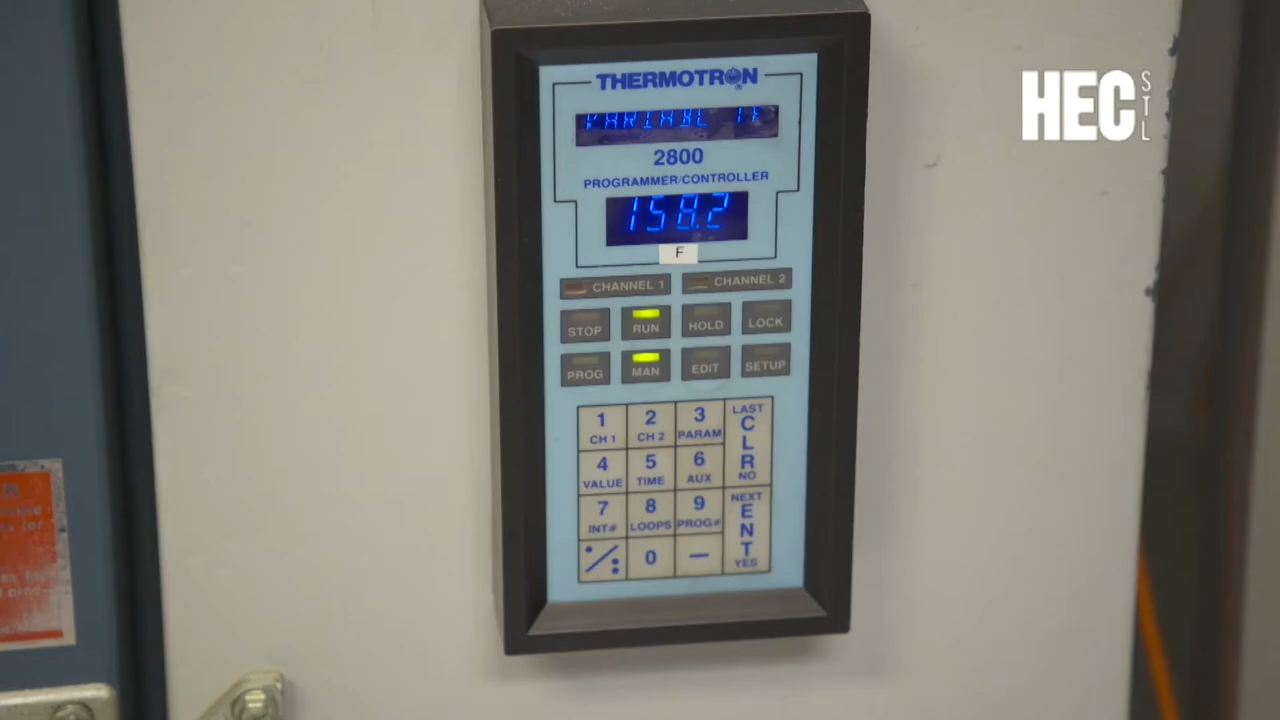 HEC
STL
THERMOTRON
VARIABL
2800
PROGRAMMER/CONTROLLER
158.2
F
CHANNEL 1 CHANNEL 2
STOP RUN HOLD LOCK
PROG MAN EDIT SETUP
1 2 3 LAST
CH 1 CH 2 PARAM CLR
4 5 6
VALUE TIME AUX NO
7 8 9 NEXT
INT# LOOPS PROG# ENT
0 – YES